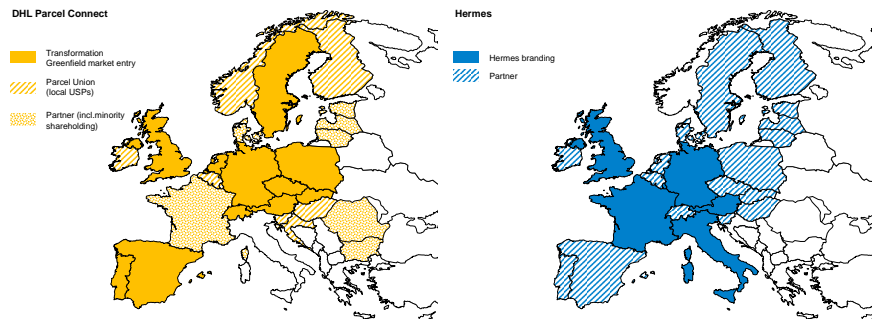 DHL Parcel Connect
Transformation
Greenfield market entry
Parcel Union
(local USPs)
Partner (incl.minority
shareholding)
Hermes
Hermes branding
Partner